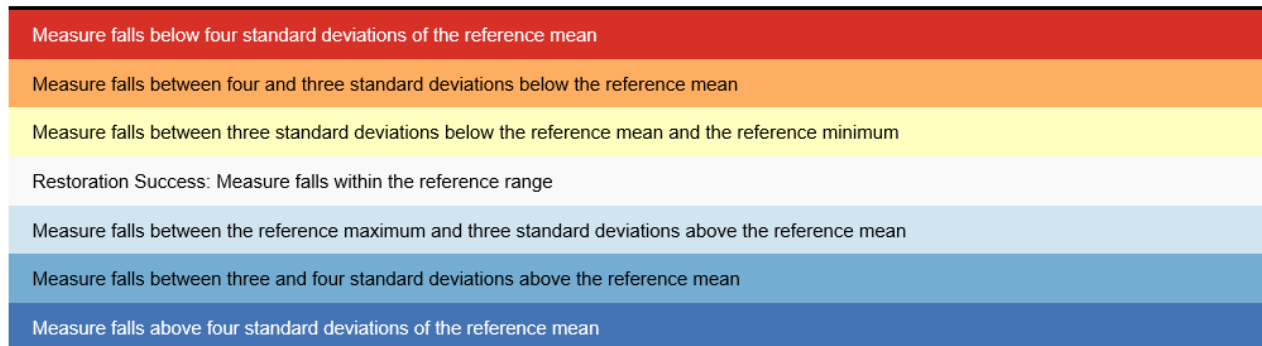 Measure falls below four standard deviations of the reference mean
Measure falls between four and three standard deviations below the reference mean
Measure falls between three standard deviations below the reference mean and the reference minimum
Restoration Success: Measure falls within the reference range
Measure falls between the reference maximum and three standard deviations above the reference mean
Measure falls between three and four standard deviations above the reference mean
Measure falls above four standard deviations of the reference mean